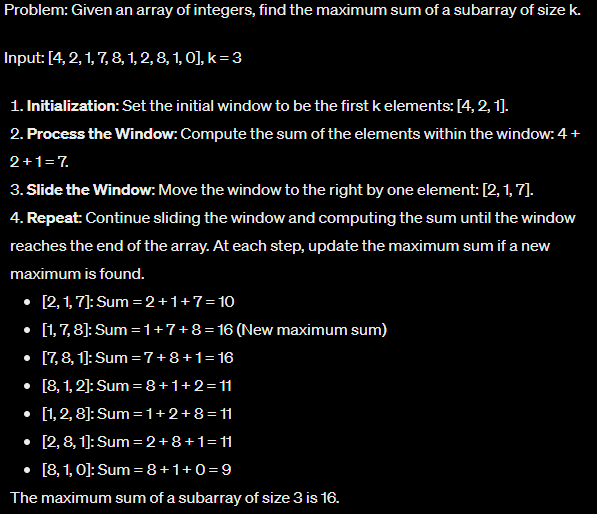 Problem: Given an array of integers, find the maximum sum of a subarray of size k.
Input: [4, 2, 1, 7, 8, 1, 2, 8, 1, 0], k = 3
1. Initialization: Set the initial window to be the first k elements: [4, 2, 1].
2. Process the Window: Compute the sum of the elements within the window: 4 +
2 + 1 = 7.
3. Slide the Window: Move the window to the right by one element: [2, 1, 7].
4. Repeat: Continue sliding the window and computing the sum until the window
reaches the end of the array. At each step, update the maximum sum if a new
maximum is found.
• [2, 1, 7]: Sum = 2 + 1 + 7 = 10
• [1, 7, 8]: Sum = 1 + 7 + 8 = 16 (New maximum sum)
• [7, 8, 1]: Sum = 7 + 8 + 1 = 16
• [8, 1, 2]: Sum = 8 + 1 + 2 = 11
• [1, 2, 8]: Sum = 1 + 2 + 8 = 11
• [2, 8, 1]: Sum = 2 + 8 + 1 = 11
• [8, 1, 0]: Sum = 8 + 1 + 0 = 9
The maximum sum of a subarray of size 3 is 16.